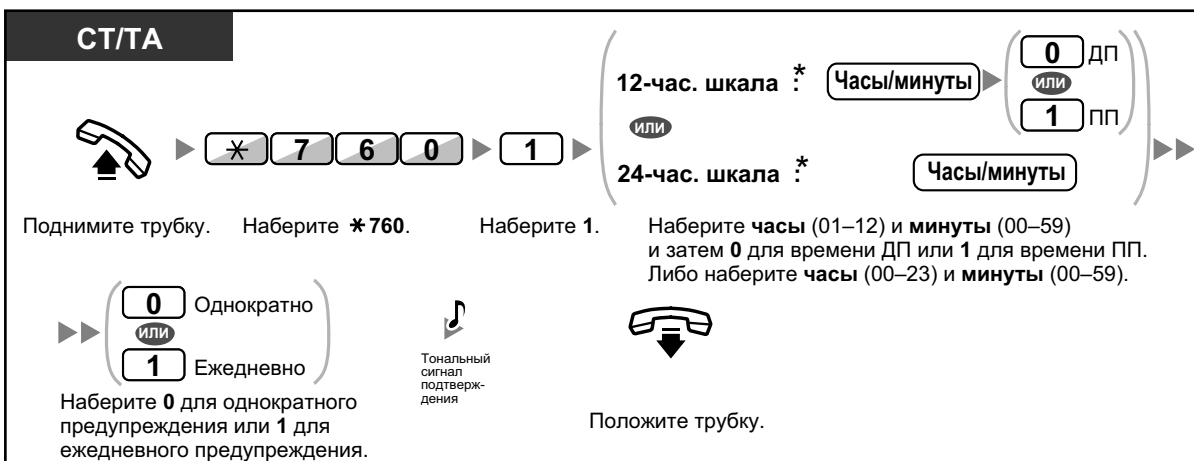 СТ/ТА
12-час. шкала :* Часы/минуты 0 ДП
или
1 ПП
или
24-час. шкала :* Часы/минуты
* 7 6 0 1
Поднимите трубку. Наберите *760. Наберите 1. Наберите часы (01–12) и минуты (00–59)
и затем 0 для времени ДП или 1 для времени ПП.
Либо наберите часы (00–23) и минуты (00–59).
0 Однократно
или
1 Ежедневно
Наберите 0 для однократного
предупреждения или 1 для
ежедневного предупреждения.
Тональный
сигнал
подтверж-
дения
Положите трубку.